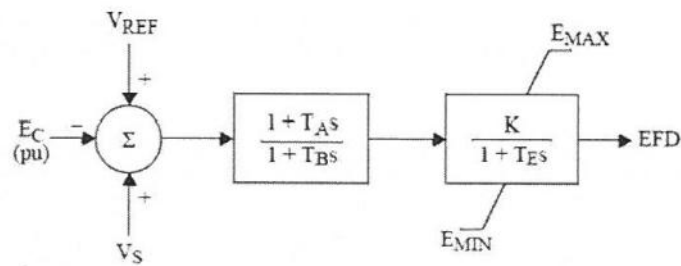 V_REF
+
E_C
(pu)
−
Σ
+
V_S
1 + T_A s
1 + T_B s
K
1 + T_E s
E_MAX
E_MIN
EFD